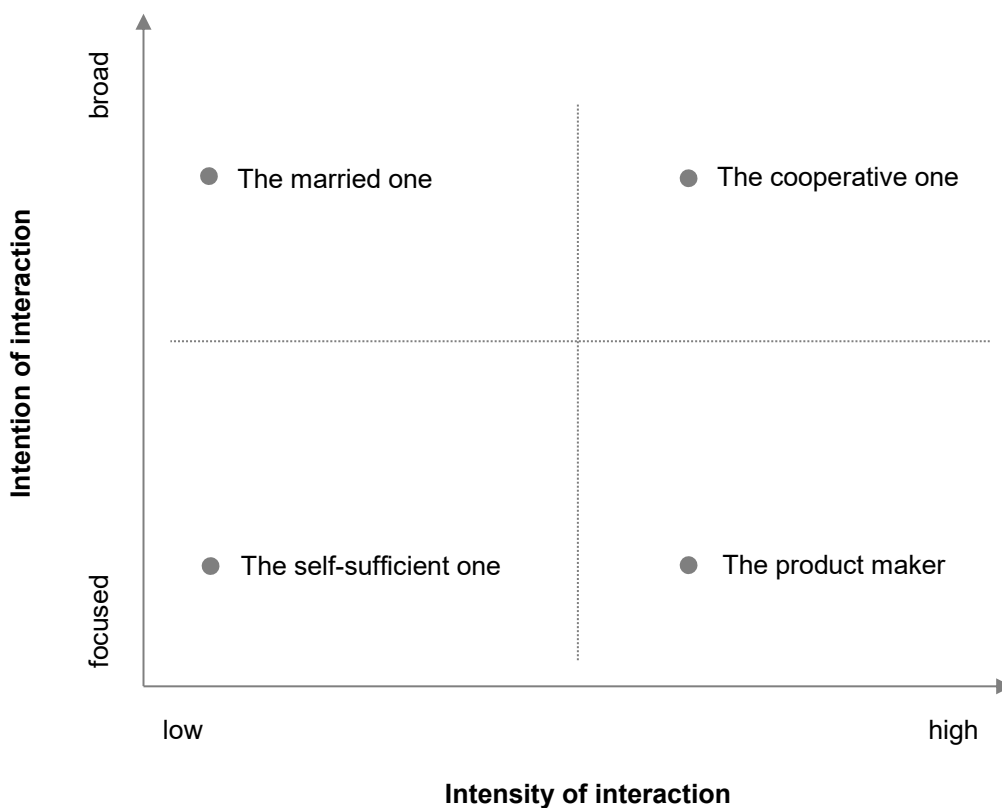 broad
The married one
The cooperative one
Intention of interaction
The self-sufficient one
The product maker
focused
low
high
Intensity of interaction